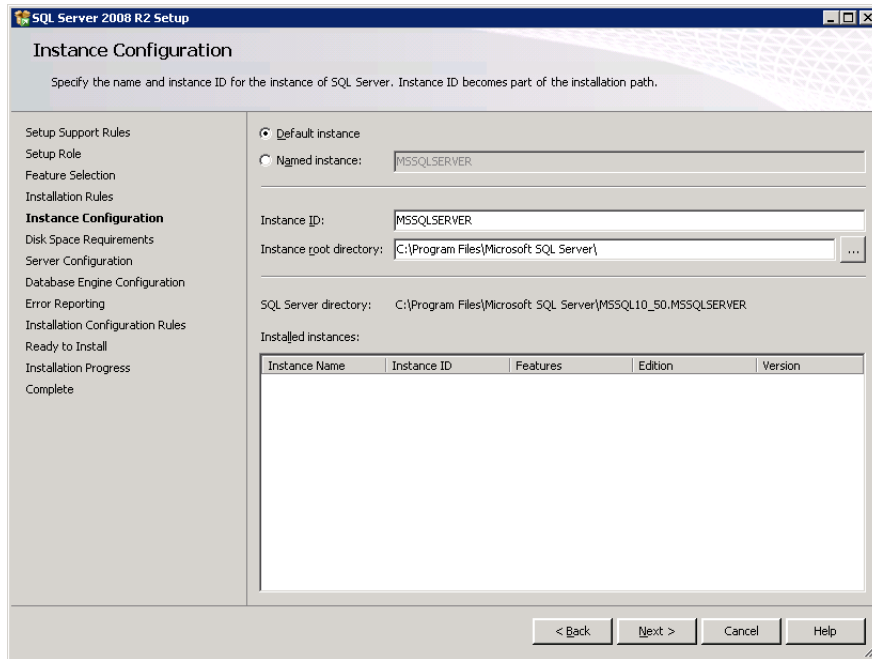 SQL Server 2008 R2 Setup
Instance Configuration
Specify the name and instance ID for the instance of SQL Server. Instance ID becomes part of the installation path.
Setup Support Rules
Setup Role
Feature Selection
Installation Rules
Instance Configuration
Disk Space Requirements
Server Configuration
Database Engine Configuration
Error Reporting
Installation Configuration Rules
Ready to Install
Installation Progress
Complete
Default instance
Named instance: MSSQLSERVER
Instance ID: MSSQLSERVER
Instance root directory: C:\Program Files\Microsoft SQL Server\ ...
SQL Server directory: C:\Program Files\Microsoft SQL Server\MSSQL10_50.MSSQLSERVER
Installed instances:
Instance Name Instance ID Features Edition Version
< Back Next > Cancel Help